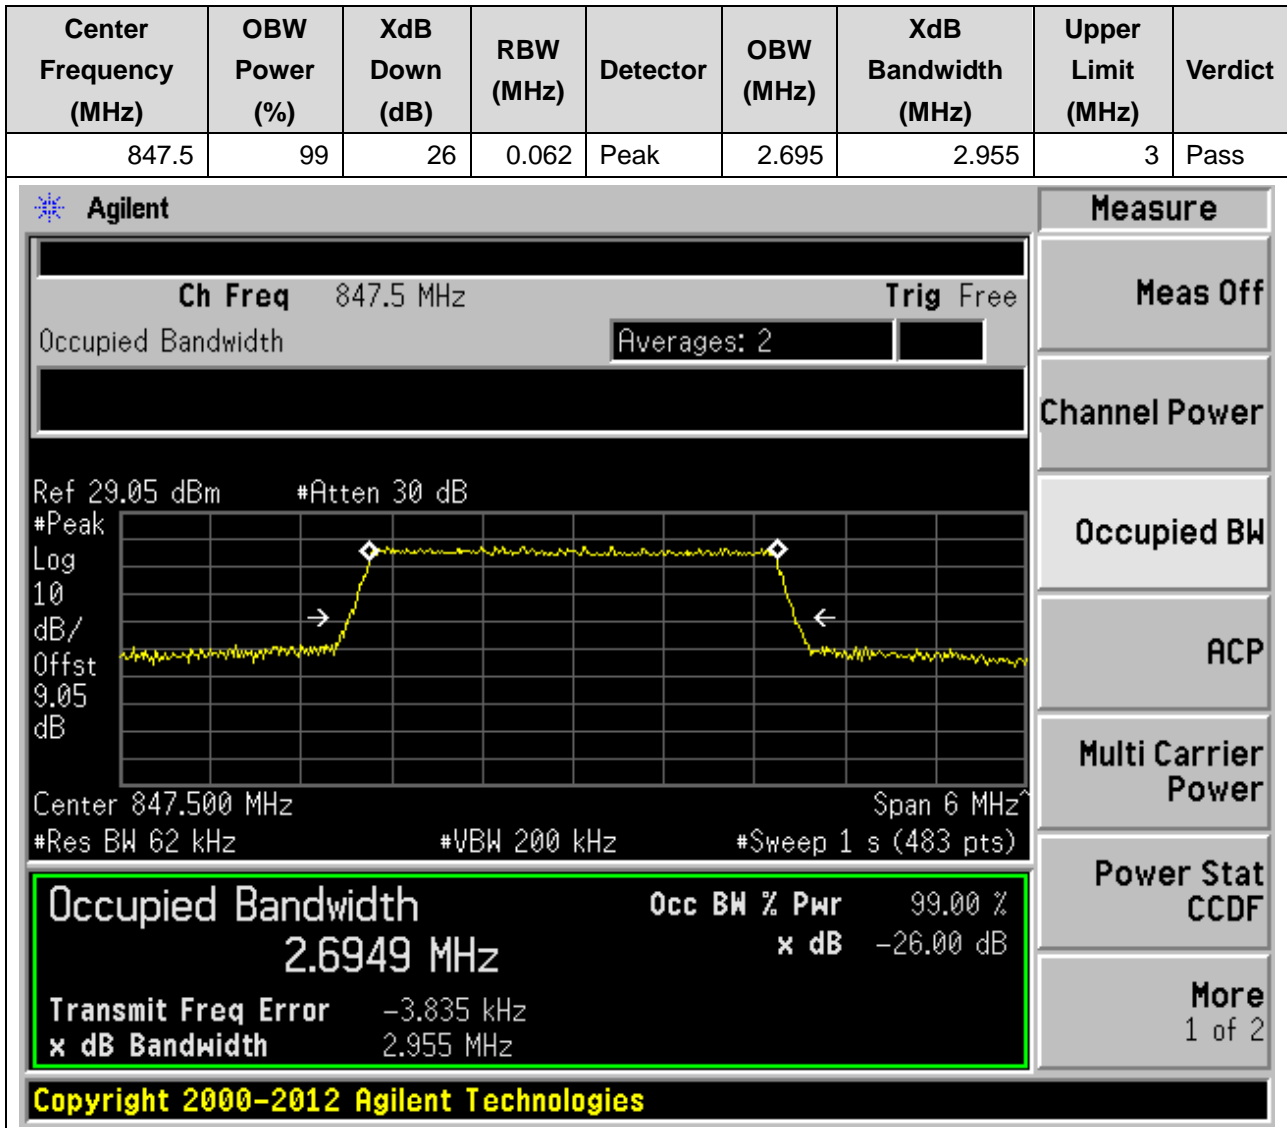 Center Frequency (MHz) OBW Power (%) XdB Down (dB) RBW (MHz) Detector OBW (MHz) XdB Bandwidth (MHz) Upper Limit (MHz) Verdict
847.5 99 26 0.062 Peak 2.695 2.955 3 Pass
Agilent
Measure
Ch Freq 847.5 MHz Trig Free
Meas Off
Occupied Bandwidth Averages: 2
Channel Power
Ref 29.05 dBm #Atten 30 dB
#Peak
Log
10
dB/
Offst
9.05
dB
Occupied BW
ACP
Multi Carrier
Power
Center 847.500 MHz Span 6 MHz^
#Res BW 62 kHz #VBW 200 kHz #Sweep 1 s (483 pts)
Power Stat
CCDF
Occupied Bandwidth Occ BW % Pwr 99.00 %
2.6949 MHz x dB -26.00 dB
More
1 of 2
Transmit Freq Error -3.835 kHz
x dB Bandwidth 2.955 MHz
Copyright 2000-2012 Agilent Technologies